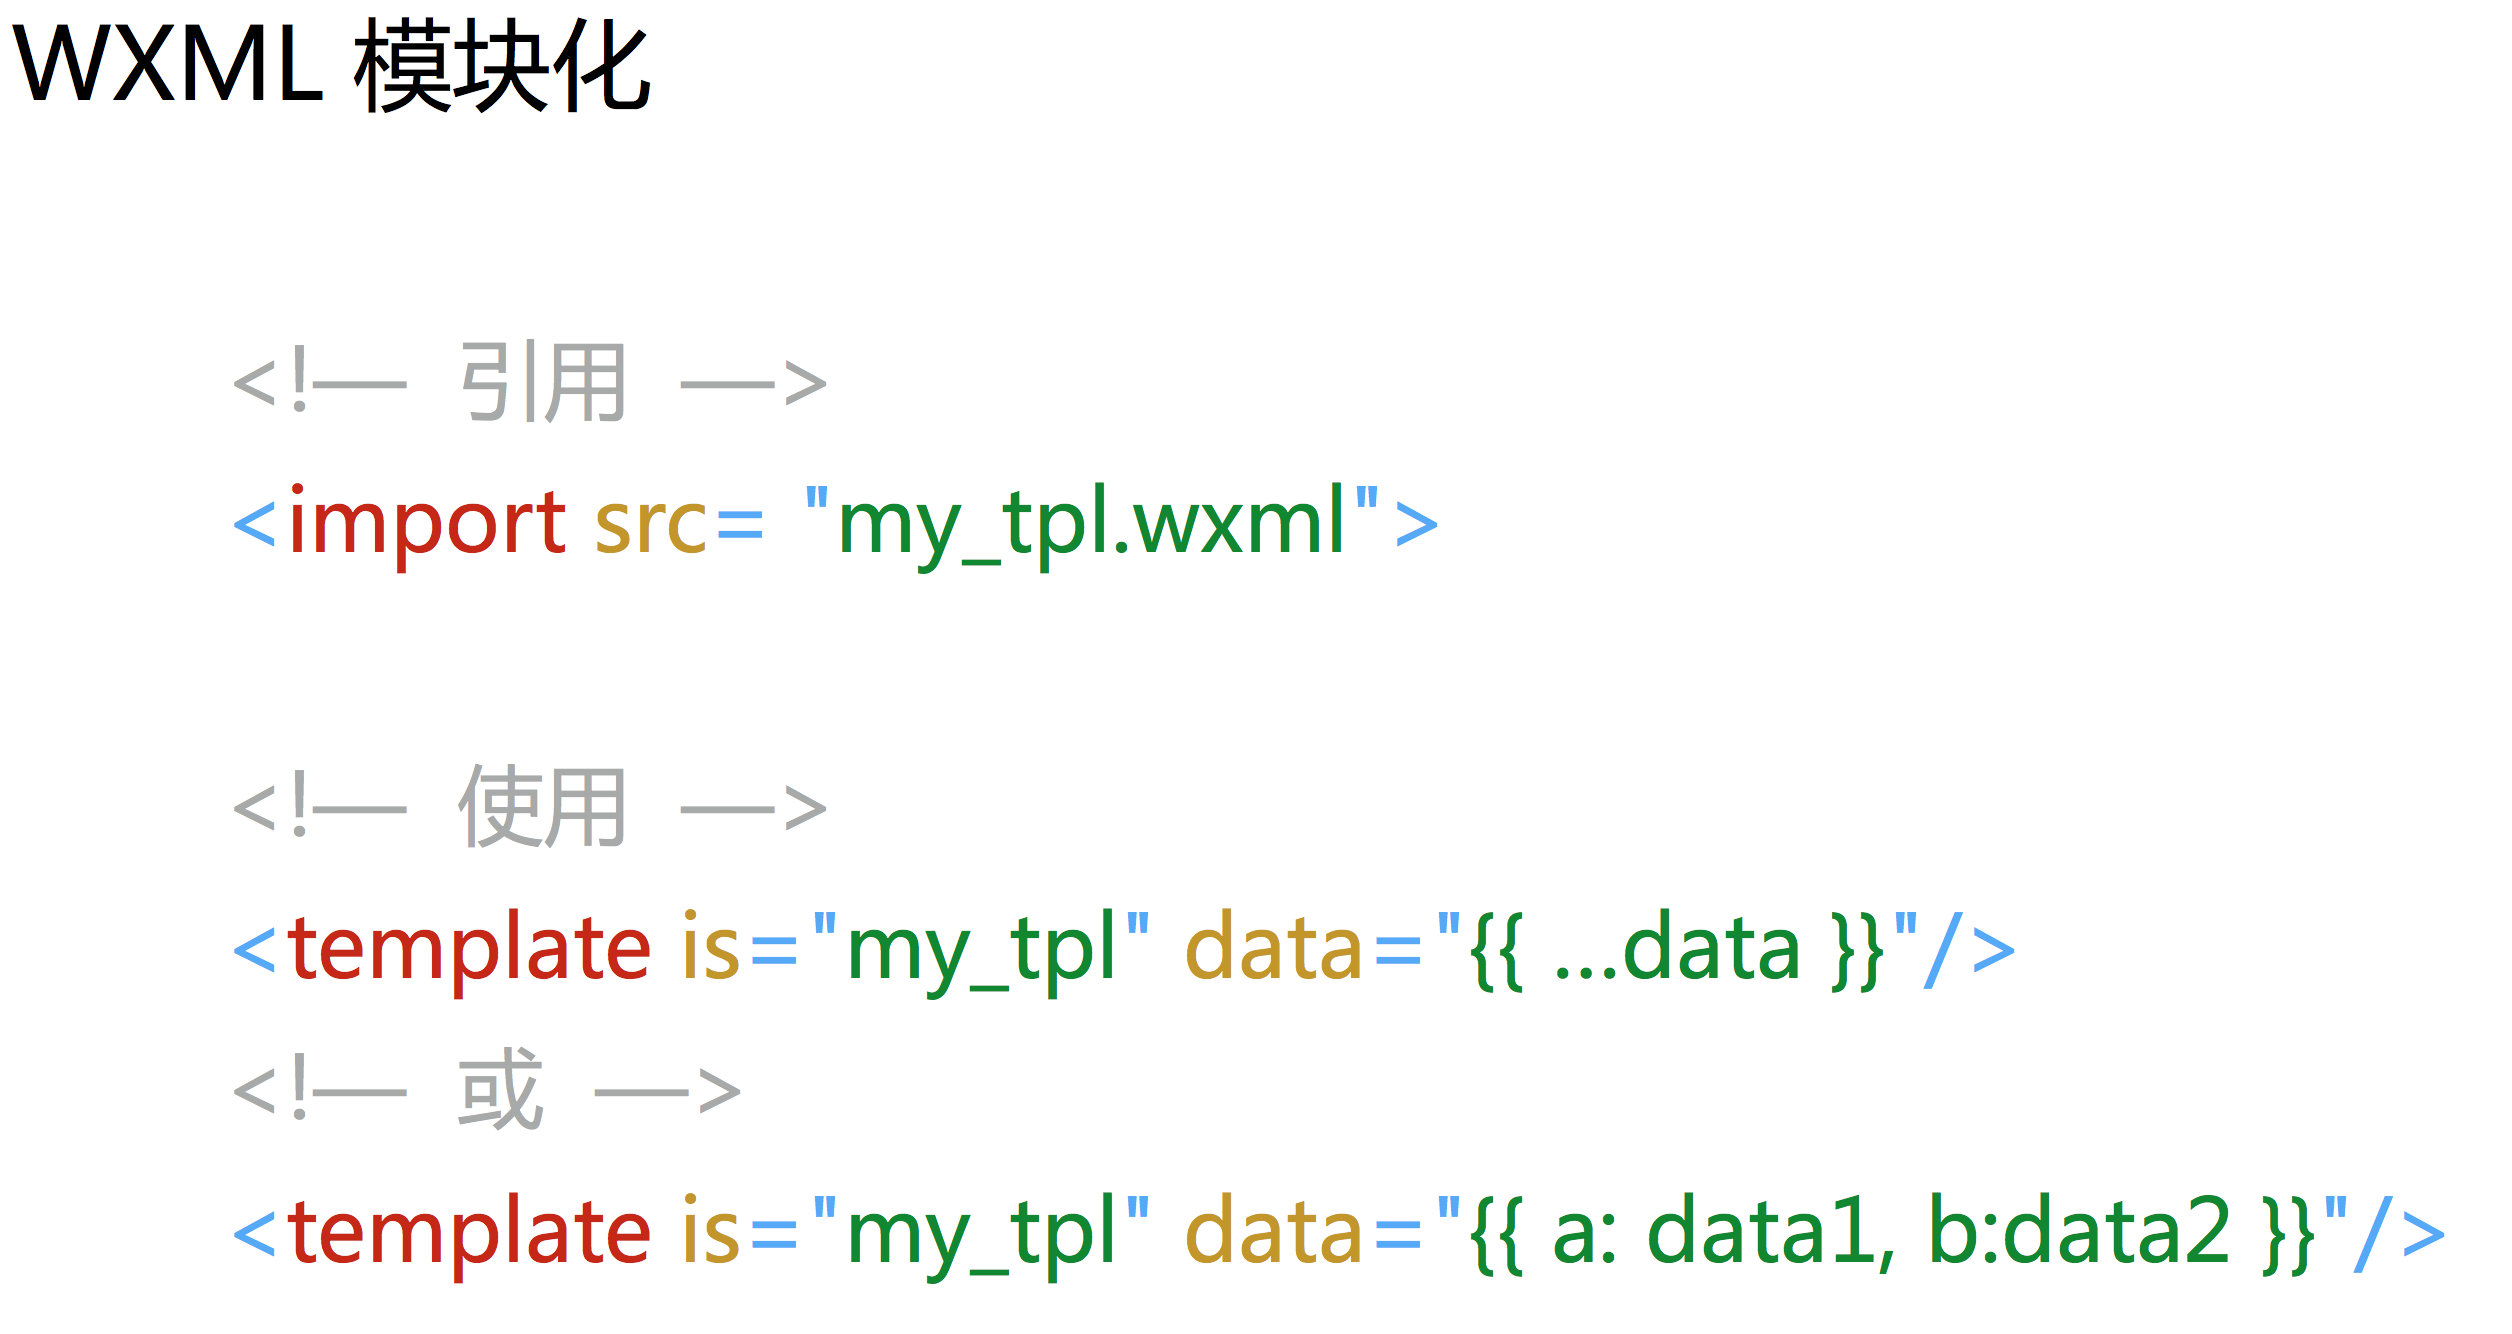 WXML 模块化
<!—— 引用 ——>
<import src= "my_tpl.wxml">
<!—— 使用 ——>
<template is="my_tpl" data="{{ ...data }}"/>
<!—— 或 ——>
<template is="my_tpl" data="{{ a: data1, b:data2 }}"/>